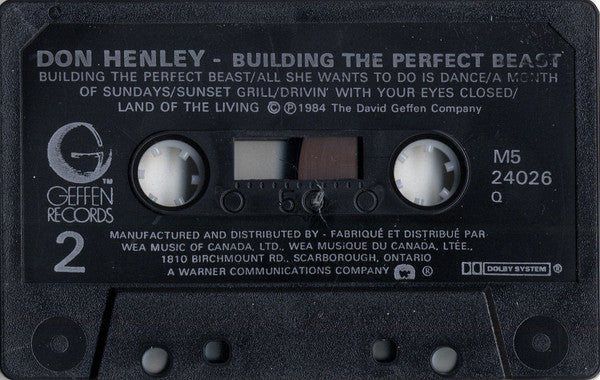 DON HENLEY - BUILDING THE PERFECT BEAST
BUILDING THE PERFECT BEAST/ALL SHE WANTS TO DO IS DANCE/A MONTH
OF SUNDAYS/SUNSET GRILL/DRIVIN' WITH YOUR EYES CLOSED/
LAND OF THE LIVING © ℗ 1984 The David Geffen Company
G
™
GEFFEN
RECORDS
2
50
M5
24026
Q
MANUFACTURED AND DISTRIBUTED BY - FABRIQUÉ ET DISTRIBUÉ PAR
WEA MUSIC OF CANADA, LTD., WEA MUSIQUE DU CANADA, LTÉE.,
1810 BIRCHMOUNT RD., SCARBOROUGH, ONTARIO
A WARNER COMMUNICATIONS COMPANY ®
DOLBY SYSTEM ®